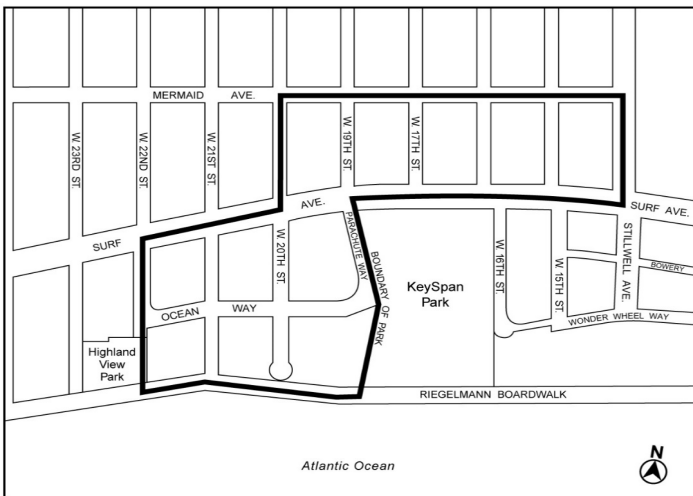 MERMAID AVE.
W. 23RD ST.
W. 22ND ST.
W. 21ST ST.
W. 19TH ST.
W. 17TH ST.
SURF AVE.
SURF AVE.
W. 20TH ST.
PARACHUTE WAY
BOUNDARY OF PARK
KeySpan
Park
W. 16TH ST.
W. 15TH ST.
STILLWELL AVE.
BOWERY
OCEAN WAY
WONDER WHEEL WAY
Highland
View
Park
RIEGELMANN BOARDWALK
Atlantic Ocean
N